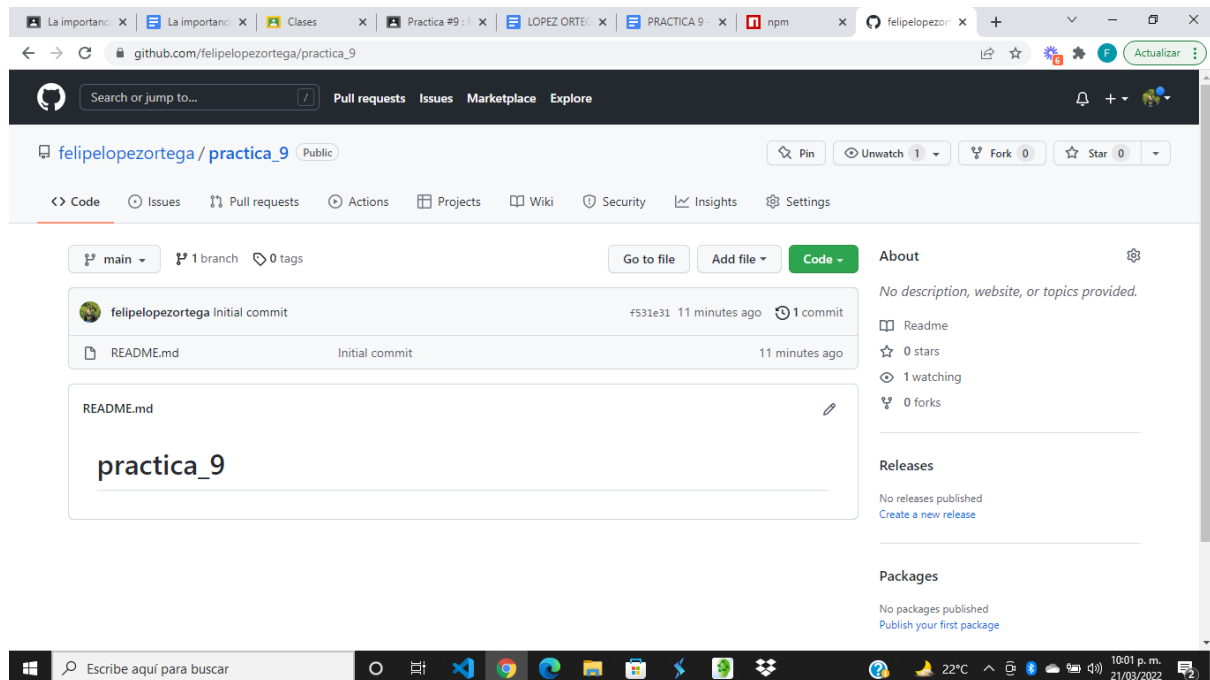 La importanc
La importanc
Clases
Practica #9 : N
LOPEZ ORTEG
PRACTICA 9 -
npm
felipelopezort
github.com/felipelopezortega/practica_9
6
F
Actualizar
Search or jump to...
/
Pull requests Issues Marketplace Explore
felipelopezortega / practica_9 Public
Pin
Unwatch 1
Fork 0
Star 0
<> Code
Issues
Pull requests
Actions
Projects
Wiki
Security
Insights
Settings
main
1 branch
0 tags
Go to file
Add file
Code
felipelopezortega Initial commit
f531e31 11 minutes ago
1 commit
README.md
Initial commit
11 minutes ago
README.md
practica_9
About
No description, website, or topics provided.
Readme
0 stars
1 watching
0 forks
Releases
No releases published
Create a new release
Packages
No packages published
Publish your first package
Escribe aquí para buscar
22°C
10:01 p. m.
21/03/2022
2